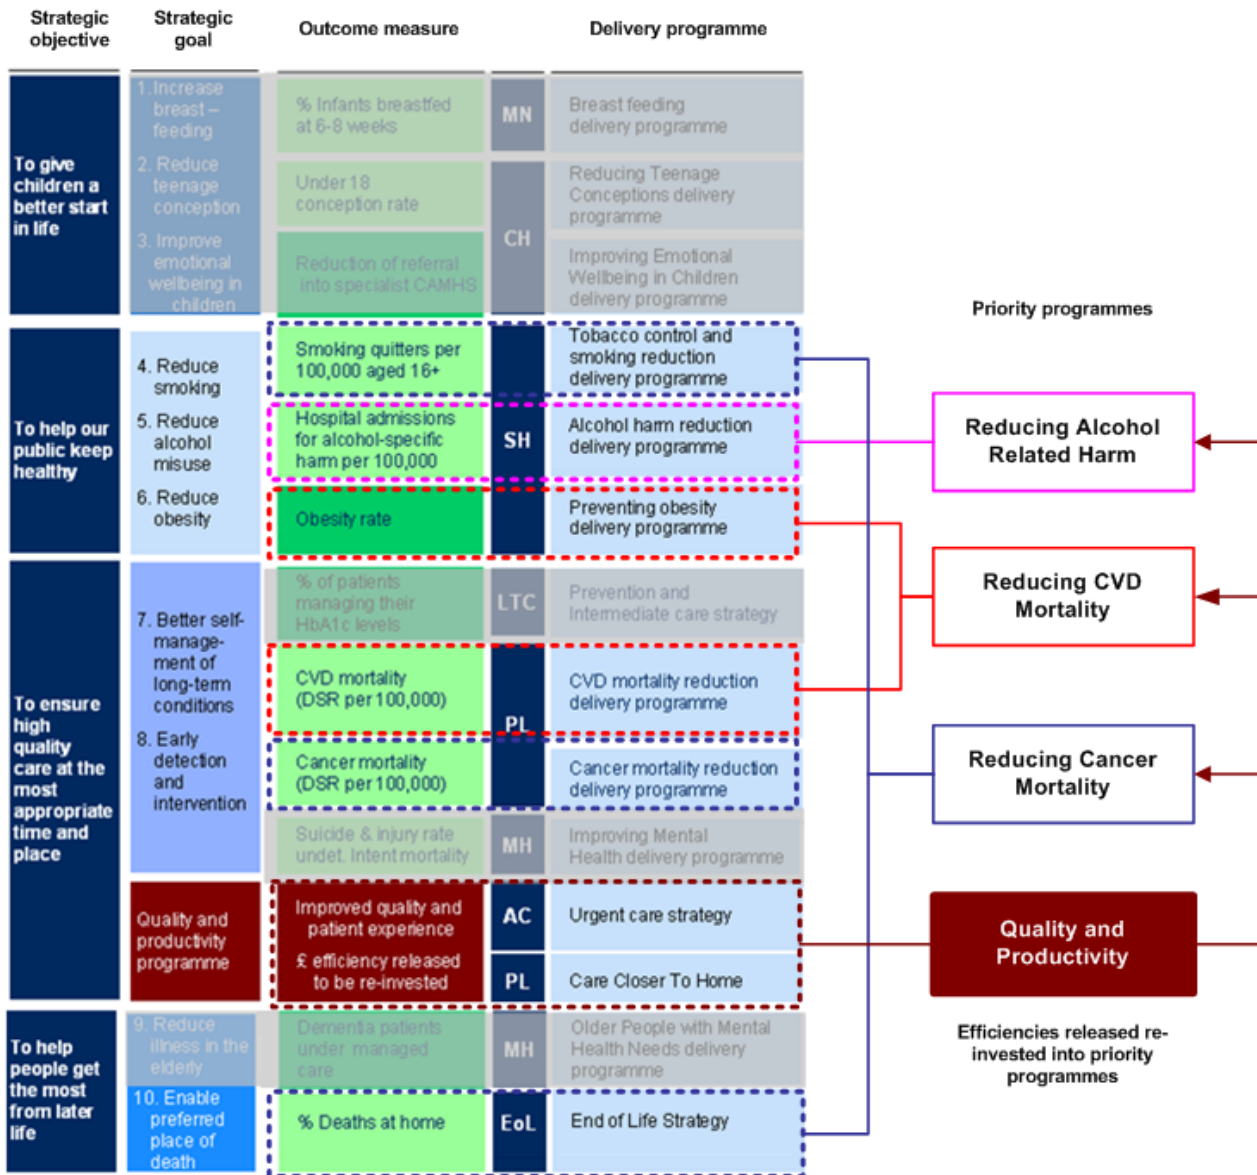 Strategic
objective
Strategic
goal
Outcome measure
Delivery programme
To give
children a
better start
in life
1. Increase
breast –
feeding
2. Reduce
teenage
conception
3. Improve
emotional
wellbeing in
children
% Infants breastfed
at 6-8 weeks
MN
Breast feeding
delivery programme
Under 18
conception rate
CH
Reducing Teenage
Conceptions delivery
programme
Reduction of referral
into specialist CAMHS
Improving Emotional
Wellbeing in Children
delivery programme
To help our
public keep
healthy
4. Reduce
smoking
5. Reduce
alcohol
misuse
6. Reduce
obesity
Smoking quitters per
100,000 aged 16+
SH
Tobacco control and
smoking reduction
delivery programme
Hospital admissions
for alcohol-specific
harm per 100,000
Alcohol harm reduction
delivery programme
Obesity rate
Preventing obesity
delivery programme
To ensure
high
quality
care at the
most
appropriate
time and
place
7. Better self-
manage-
ment of
long-term
conditions
8. Early
detection
and
intervention
% of patients
managing their
HbA1c levels
LTC
Prevention and
Intermediate care strategy
CVD mortality
(DSR per 100,000)
PL
CVD mortality reduction
delivery programme
Cancer mortality
(DSR per 100,000)
Cancer mortality reduction
delivery programme
Suicide & injury rate
undet. Intent mortality
MH
Improving Mental
Health delivery programme
Quality and
productivity
programme
Improved quality and
patient experience
£ efficiency released
to be re-invested
AC
Urgent care strategy
PL
Care Closer To Home
To help
people get
the most
from later
life
9. Reduce
illness in the
elderly
10. Enable
preferred
place of
death
Dementia patients
under managed
care
MH
Older People with Mental
Health Needs delivery
programme
% Deaths at home
EoL
End of Life Strategy
Priority programmes
Reducing Alcohol
Related Harm
Reducing CVD
Mortality
Reducing Cancer
Mortality
Quality and
Productivity
Efficiencies released re-
invested into priority
programmes